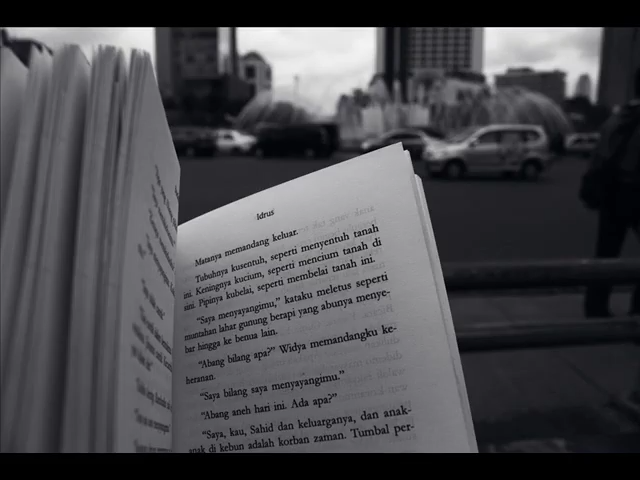 Idrus
Matanya memandang keluar.
Tubuhnya kusentuh, seperti menyentuh tanah
ini. Keningnya kucium, seperti mencium tanah di
sini. Pipinya kubelai, seperti membelai tanah ini.
"Saya menyayangimu," kataku meletus seperti
muntahan lahar gunung berapi yang abunya menye-
bar hingga ke benua lain.
"Abang bilang apa?" Widya memandangku ke-
heranan.
"Saya bilang saya menyayangimu."
"Abang aneh hari ini. Ada apa?"
"Saya, kau, Sahid dan keluarganya, dan anak-
anak di kebun adalah korban zaman. Tumbal per-